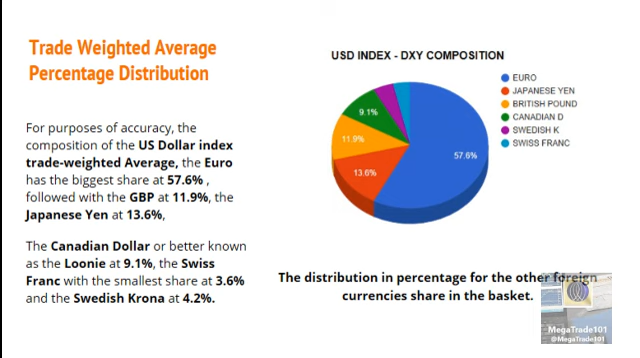 Trade Weighted Average
Percentage Distribution
For purposes of accuracy, the
composition of the US Dollar index
trade-weighted Average, the Euro
has the biggest share at 57.6% ,
followed with the GBP at 11.9%, the
Japanese Yen at 13.6%,
The Canadian Dollar or better known
as the Loonie at 9.1%, the Swiss
Franc with the smallest share at 3.6%
and the Swedish Krona at 4.2%.
USD INDEX - DXY COMPOSITION
EURO
JAPANESE YEN
BRITISH POUND
CANADIAN D
SWEDISH K
SWISS FRANC
9.1%
11.9%
13.6%
57.6%
The distribution in percentage for the other foreign
currencies share in the basket.
MegaTrade101
@MegaTrade101